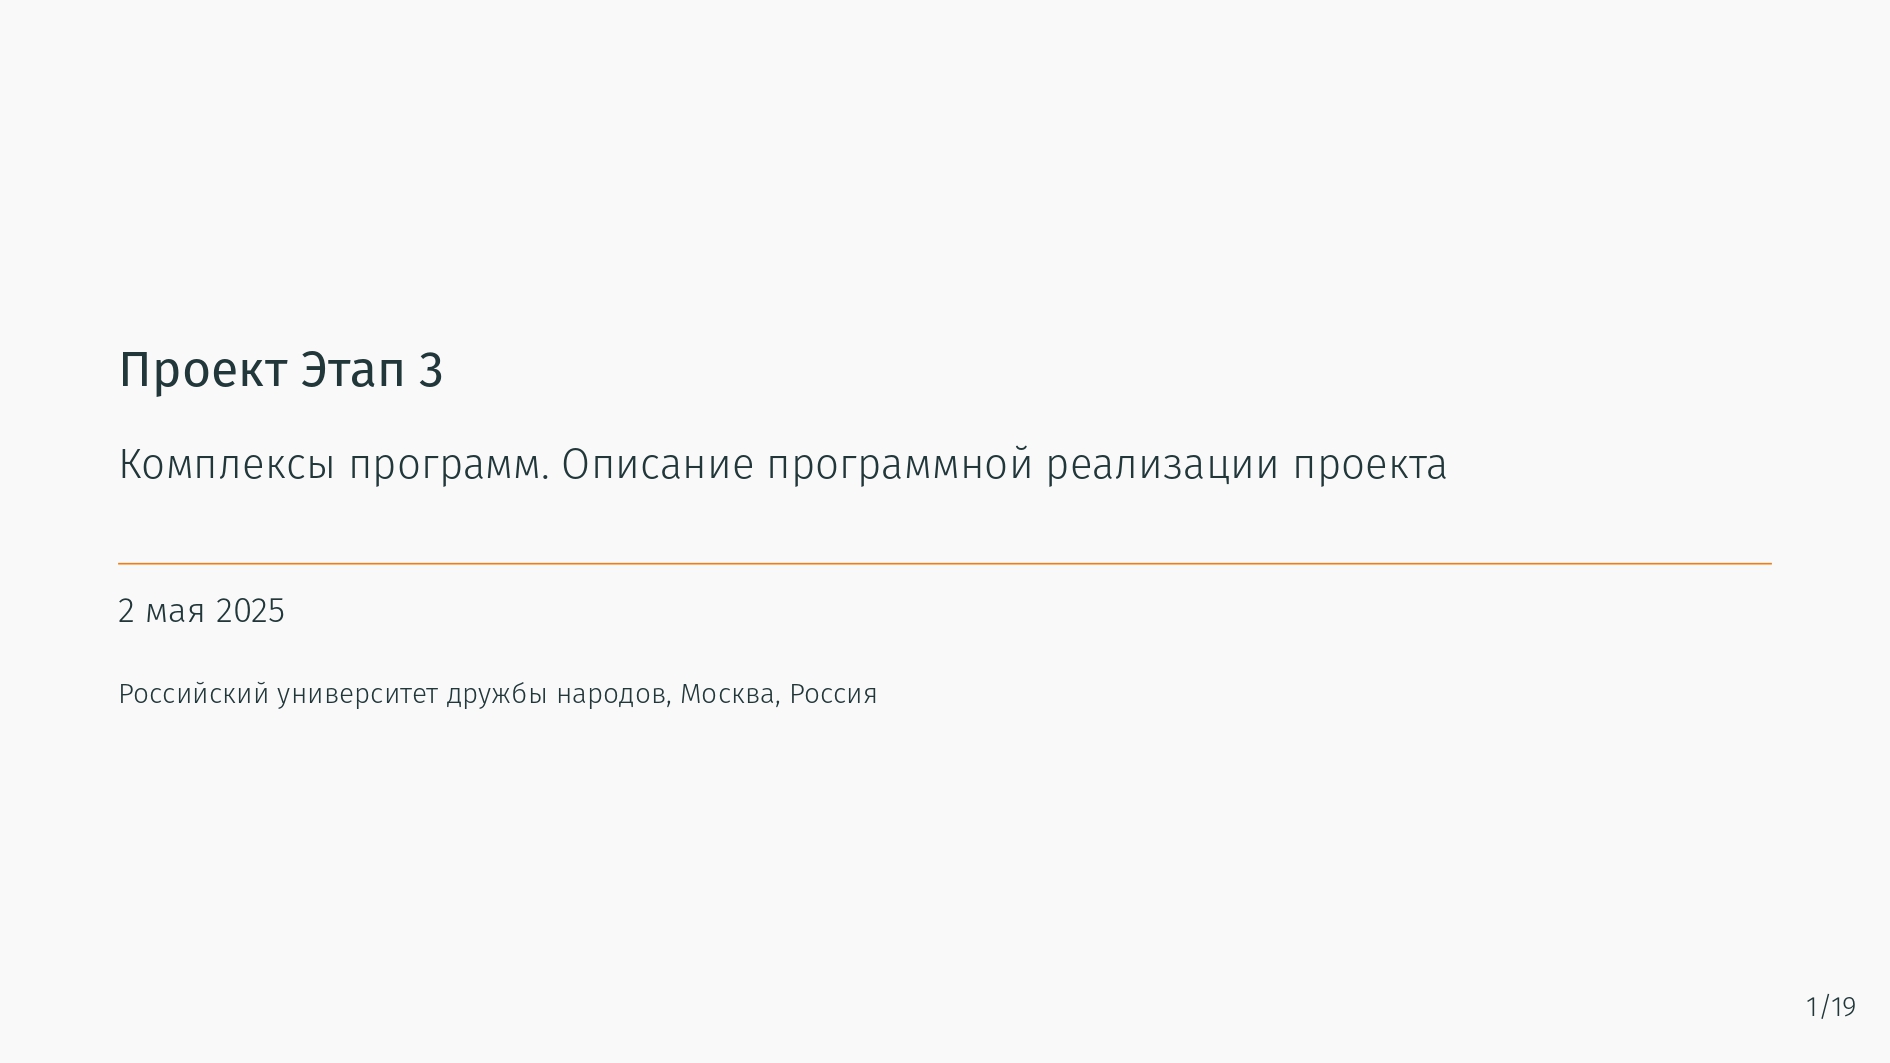 Проект Этап 3
Комплексы программ. Описание программной реализации проекта
2 мая 2025
Российский университет дружбы народов, Москва, Россия
1/19